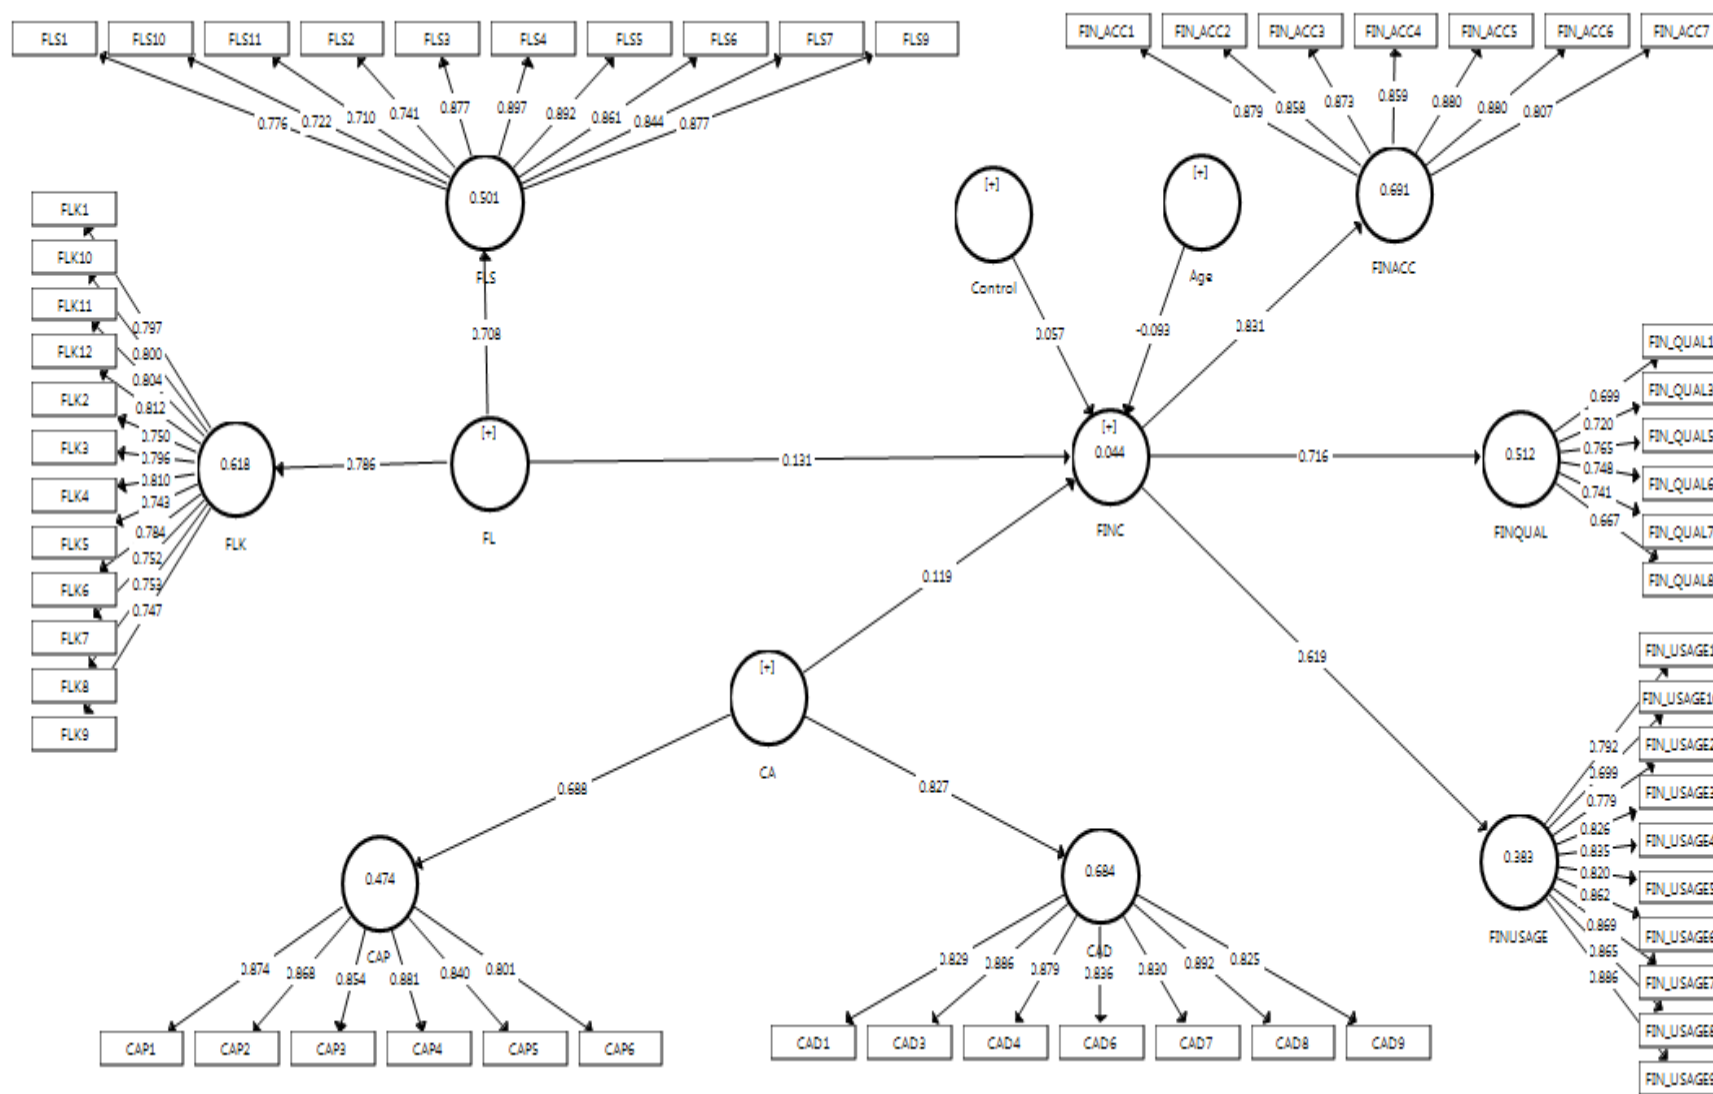 FLS1 FLS10 FLS11 FLS2 FLS3 FLS4 FLS5 FLS6 FLS7 FLS9
FIN_ACC1 FIN_ACC2 FIN_ACC3 FIN_ACC4 FIN_ACC5 FIN_ACC6 FIN_ACC7
0.776 0.722 0.710 0.741 0.877 0.897 0.892 0.861 0.844 0.877
0.879 0.858 0.873 0.859 0.880 0.880 0.807
0.501
FLS
[+]
Control
[+]
Age
0.691
FINACC
0.708
0.057
-0.093
0.831
FLK1
FLK10
FLK11
FLK12
FLK2
FLK3
FLK4
FLK5
FLK6
FLK7
FLK8
FLK9
0.797
0.800
0.804
0.812
0.750
0.796
0.810
0.743
0.784
0.752
0.753
0.747
0.618
FLK
0.786
[+]
FL
0.131
[+]
0.044
FINC
0.716
0.512
FINQUAL
0.699
0.720
0.765
0.748
0.741
0.667
FIN_QUAL1
FIN_QUAL3
FIN_QUAL5
FIN_QUAL6
FIN_QUAL7
FIN_QUAL8
0.119
0.619
[+]
CA
0.688
0.827
0.474
CAP
0.684
CAD
0.383
FINUSAGE
0.792
0.699
0.779
0.826
0.835
0.820
0.862
0.869
0.865
0.886
FIN_USAGE1
FIN_USAGE10
FIN_USAGE2
FIN_USAGE3
FIN_USAGE4
FIN_USAGE5
FIN_USAGE6
FIN_USAGE7
FIN_USAGE8
FIN_USAGE9
0.874 0.868 0.854 0.881 0.840 0.801
0.829 0.886 0.879 0.836 0.830 0.892 0.825
CAP1 CAP2 CAP3 CAP4 CAP5 CAP6
CAD1 CAD3 CAD4 CAD6 CAD7 CAD8 CAD9